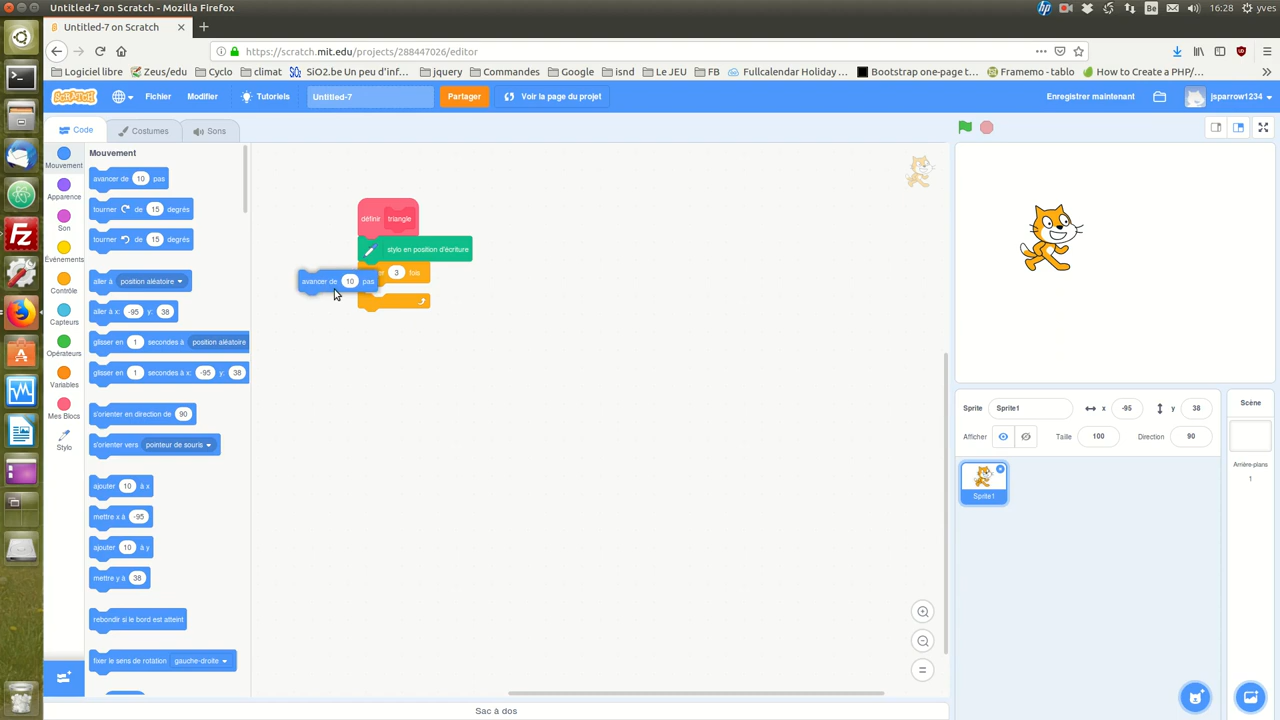 Untitled-7 on Scratch - Mozilla Firefox
Be
16:28 yves
Untitled-7 on Scratch
https://scratch.mit.edu/projects/288447026/editor
Logiciel libre Zeus/edu Cyclo climat SiO2.be Un peu d'inf... jquery Commandes Google isnd Le JEU FB Fullcalendar Holiday ... Bootstrap one-page t... Framemo - tablo How to Create a PHP/...
SCRATCH Fichier Modifier Tutoriels Untitled-7 Partager Voir la page du projet Enregistrer maintenant jsparrow1234
Code Costumes Sons
Mouvement
Apparence
Son
Événements
Contrôle
Capteurs
Opérateurs
Variables
Mes Blocs
Stylo
Mouvement
avancer de 10 pas
tourner de 15 degrés
tourner de 15 degrés
aller à position aléatoire
aller à x: -95 y: 38
glisser en 1 secondes à position aléatoire
glisser en 1 secondes à x: -95 y: 38
s'orienter en direction de 90
s'orienter vers pointeur de souris
ajouter 10 à x
mettre x à -95
ajouter 10 à y
mettre y à 38
rebondir si le bord est atteint
fixer le sens de rotation gauche-droite
définir triangle
stylo en position d'écriture
3 fois
avancer de 10 pas
Sprite Sprite1 x -95 y 38
Afficher Taille 100 Direction 90
Sprite1
Scène
Arrière-plans
1
Sac à dos